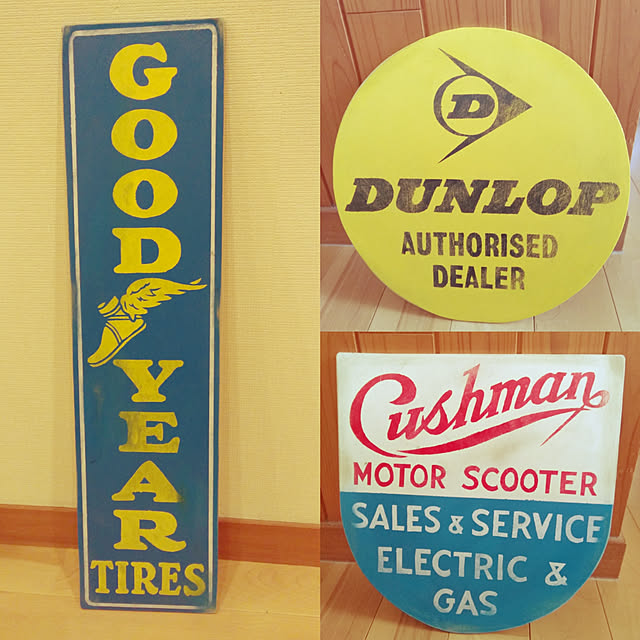 GOOD
YEAR
TIRES
D
DUNLOP
AUTHORISED
DEALER
Cushman
MOTOR SCOOTER
SALES & SERVICE
ELECTRIC &
GAS